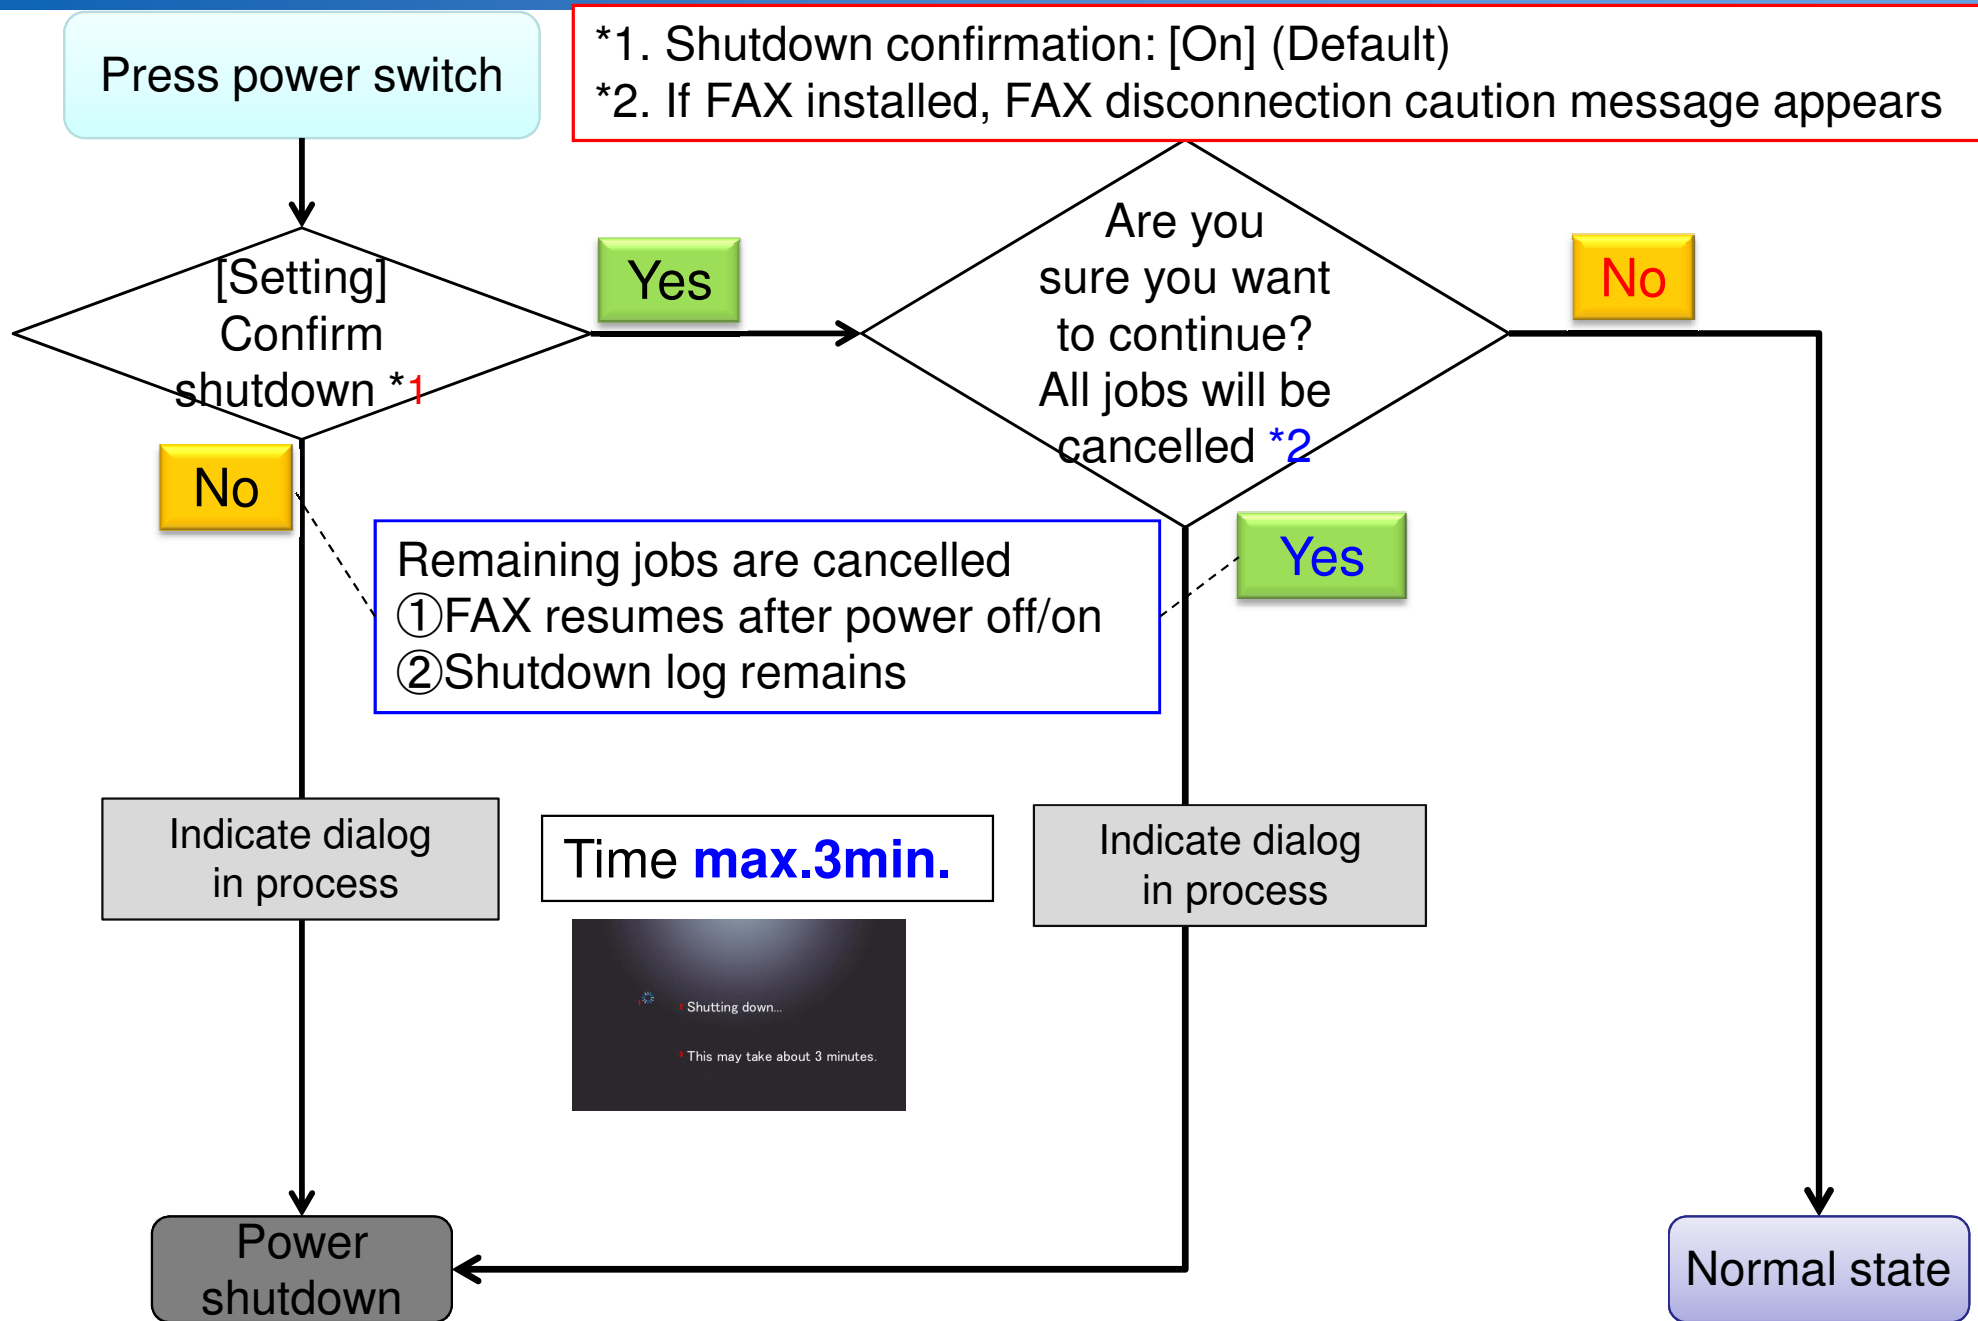 *1. Shutdown confirmation: [On] (Default)
*2. If FAX installed, FAX disconnection caution message appears
Press power switch
[Setting]
Confirm
shutdown *1
Yes
Are you
sure you want
to continue?
All jobs will be
cancelled *2
No
No
Yes
Remaining jobs are cancelled
①FAX resumes after power off/on
②Shutdown log remains
Indicate dialog
in process
Time max.3min.
Indicate dialog
in process
Shutting down...
This may take about 3 minutes.
Power
shutdown
Normal state